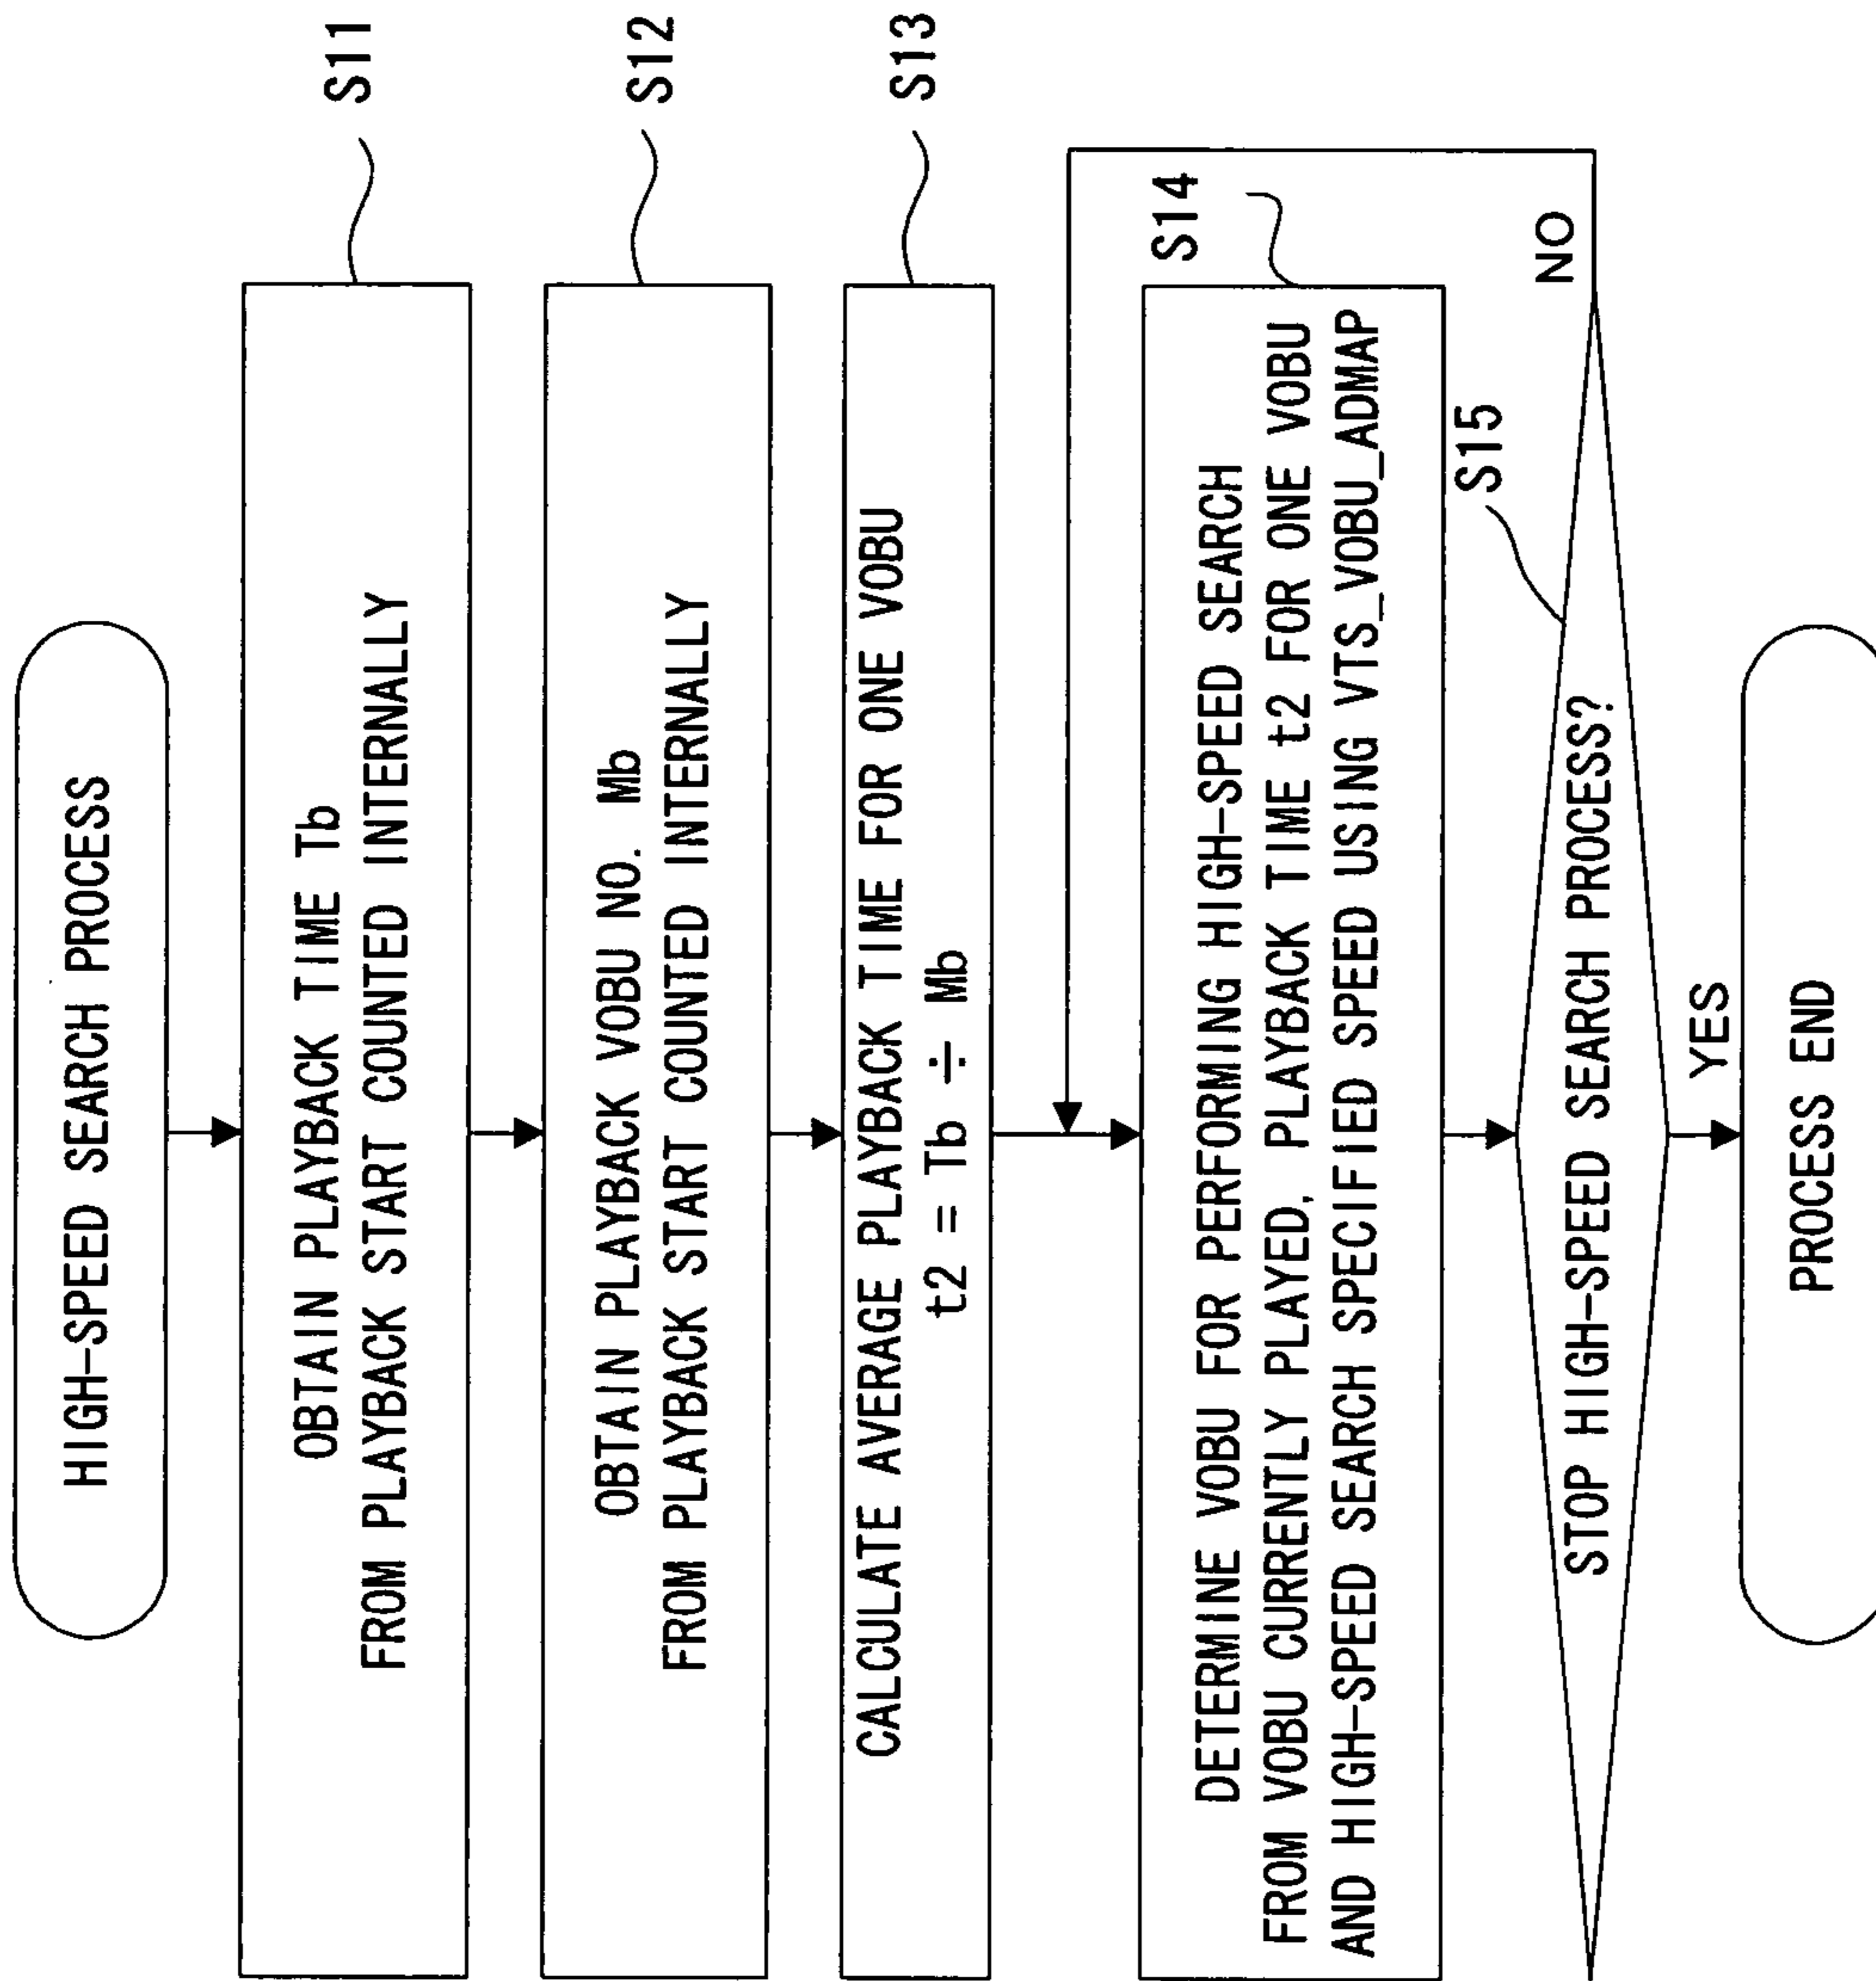 HIGH-SPEED SEARCH PROCESS
S11
OBTAIN PLAYBACK TIME Tb
FROM PLAYBACK START COUNTED INTERNALLY
S12
OBTAIN PLAYBACK VOBU NO. Mb
FROM PLAYBACK START COUNTED INTERNALLY
S13
CALCULATE AVERAGE PLAYBACK TIME FOR ONE VOBU
t2 = Tb ÷ Mb
S14
DETERMINE VOBU FOR PERFOMING HIGH-SPEED SEARCH
FROM VOBU CURRENTLY PLAYED, PLAYBACK TIME t2 FOR ONE VOBU
AND HIGH-SPEED SEARCH SPECIFIED SPEED USING VTS_VOBU_ADMAP
S15
STOP HIGH-SPEED SEARCH PROCESS?
NO
YES
PROCESS END